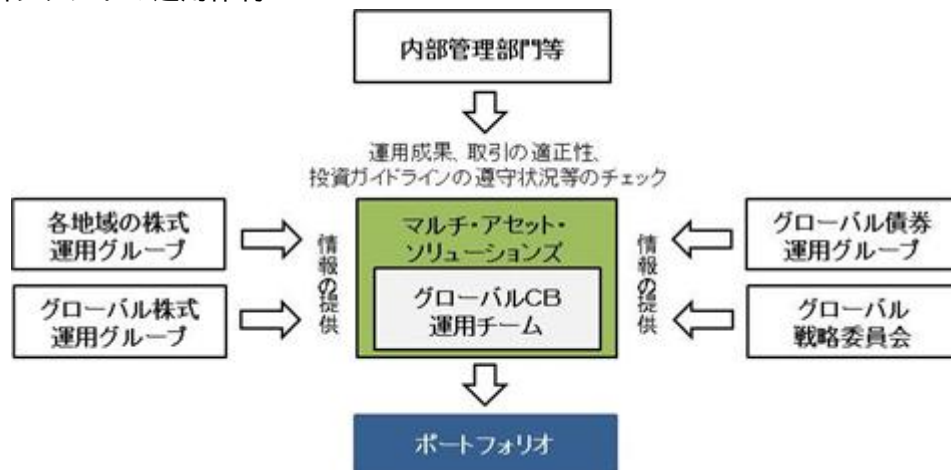 内部管理部門等
運用成果、取引の適正性、
投資ガイドラインの遵守状況等のチェック
各地域の株式
運用グループ
グローバル株式
運用グループ
情報の提供
マルチ・アセット・
ソリューションズ
グローバルCB
運用チーム
情報の提供
グローバル債券
運用グループ
グローバル
戦略委員会
ポートフォリオ